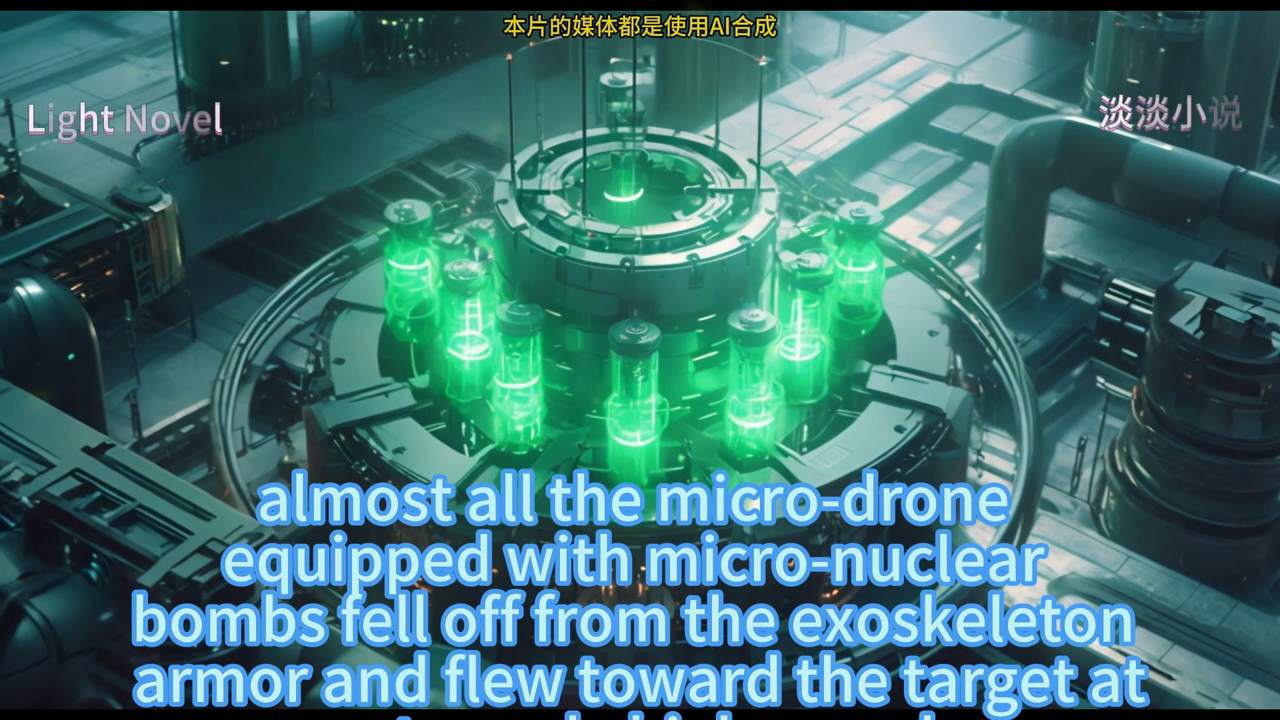 本片的媒体都是使用AI合成
Light Novel
淡淡小说
almost all the micro-drone
equipped with micro-nuclear
bombs fell off from the exoskeleton
armor and flew toward the target at